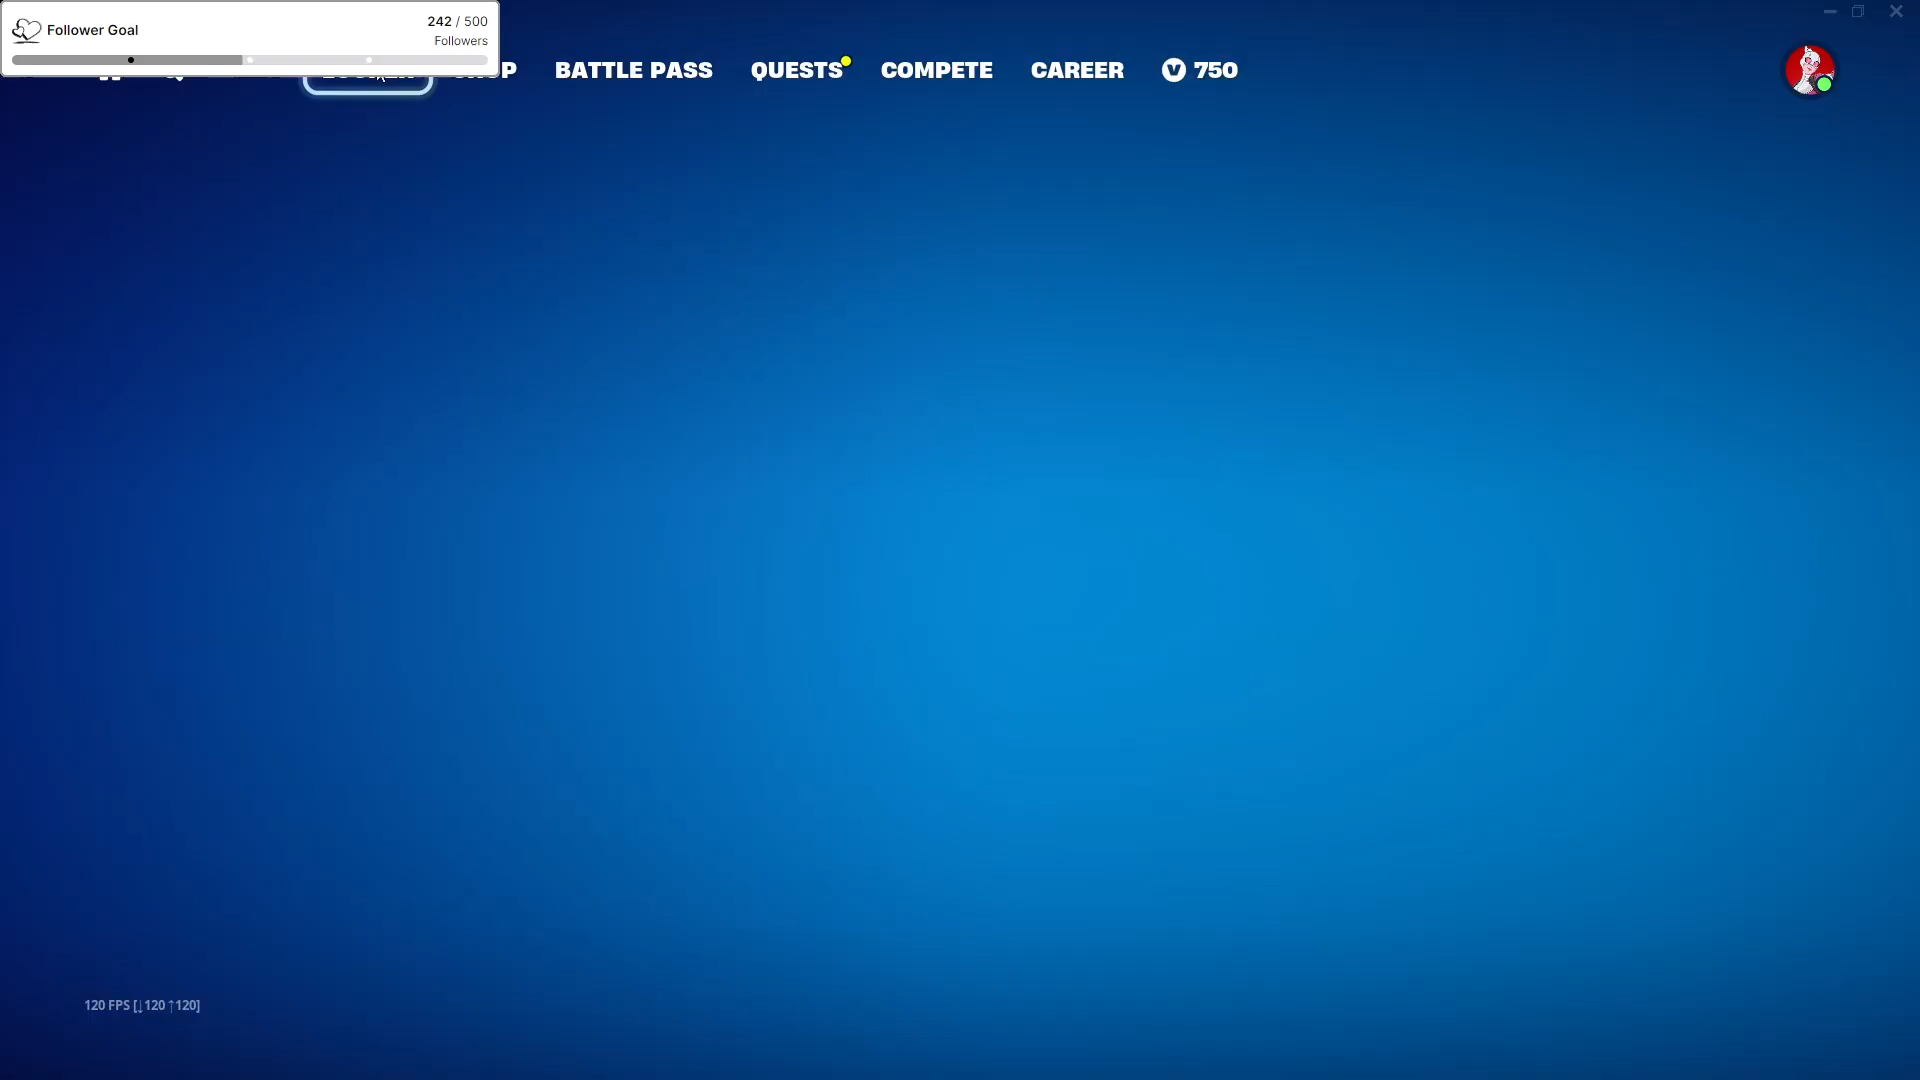 Follower Goal
242 / 500
Followers
BATTLE PASS
QUESTS
COMPETE
CAREER
V 750
120 FPS [↓120 ↑120]